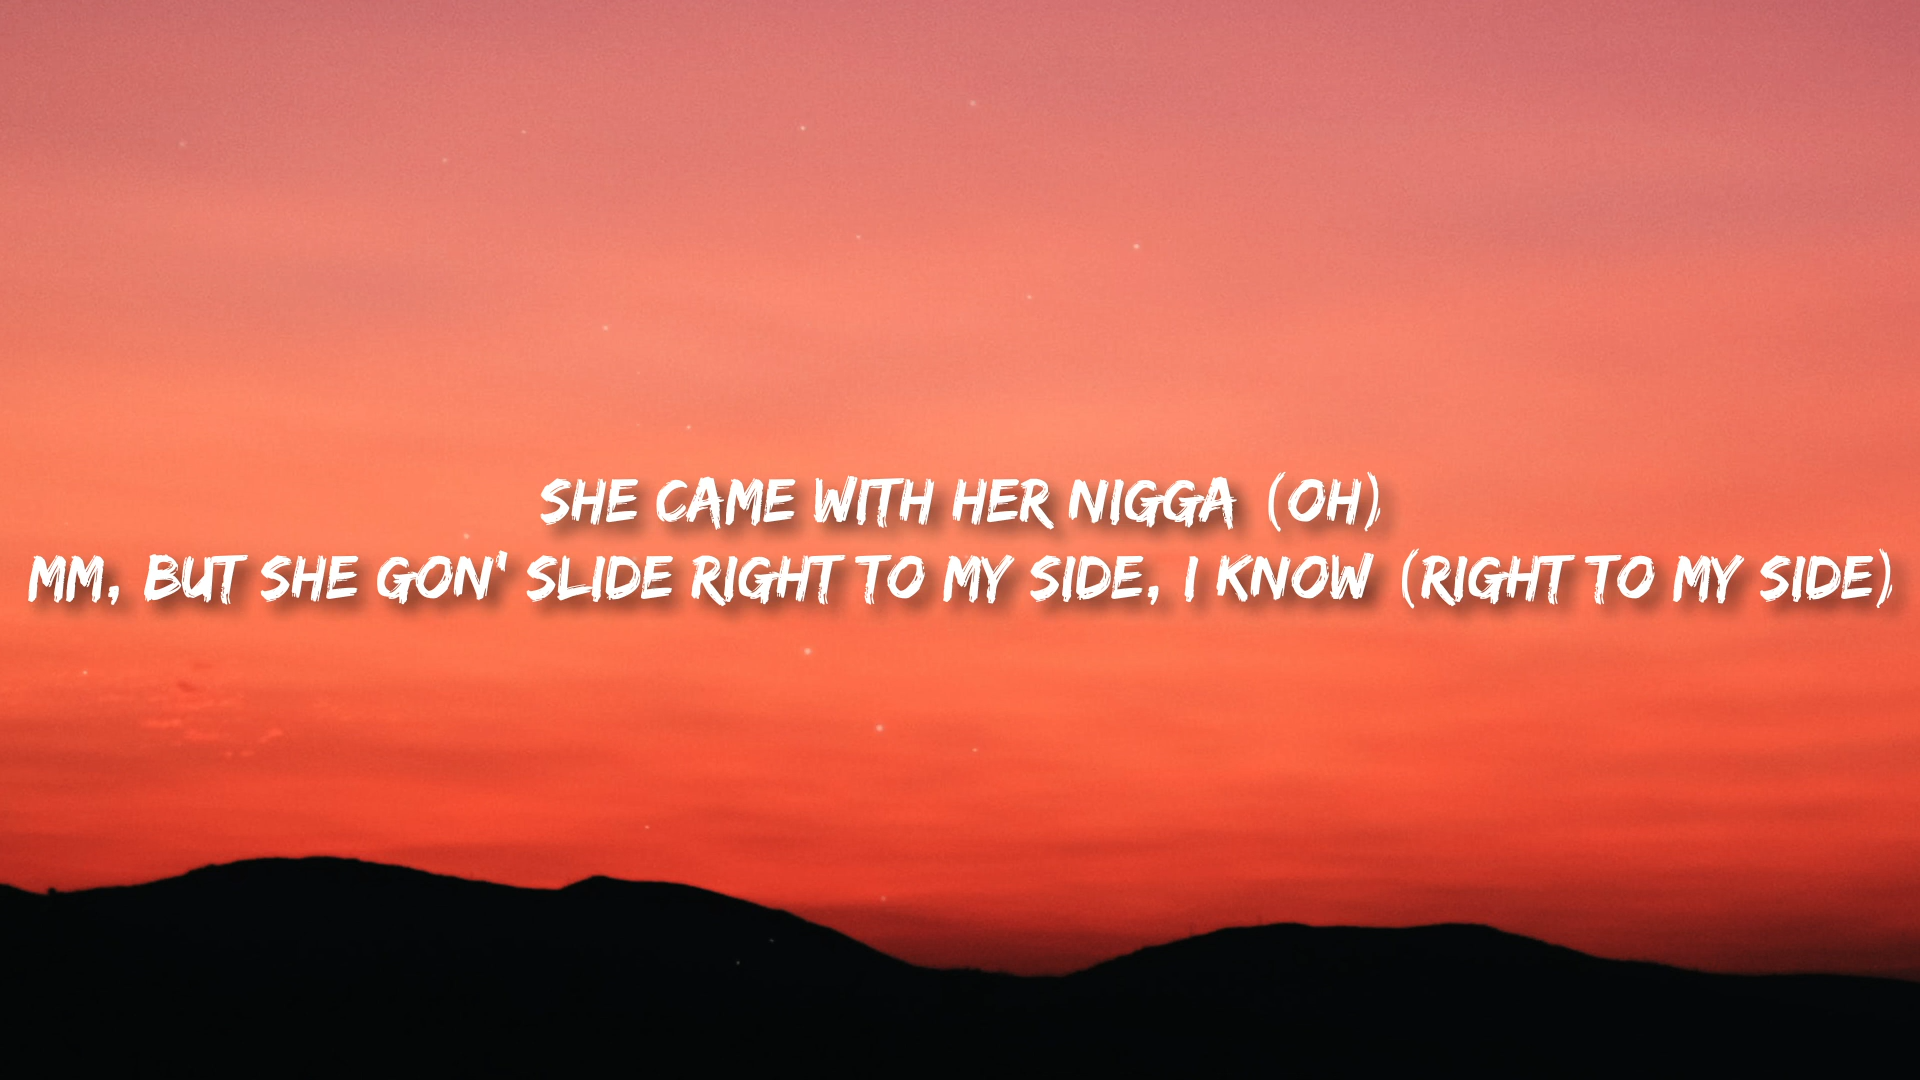 SHE CAME WITH HER NIGGA (OH)
MM, BUT SHE GON' SLIDE RIGHT TO MY SIDE, I KNOW (RIGHT TO MY SIDE)